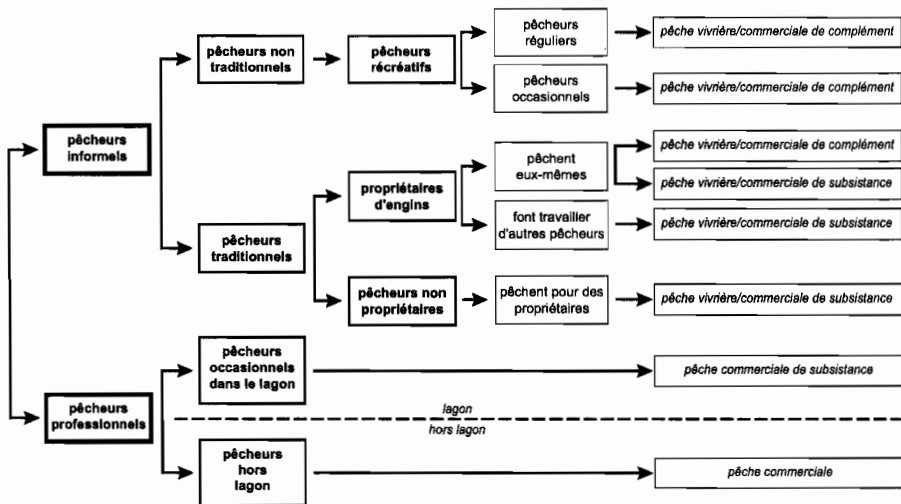 pêcheurs
réguliers
pêche vivrière/commerciale de complément
pêcheurs non
traditionnels
pêcheurs
récréatifs
pêcheurs
occasionnels
pêche vivrière/commerciale de complément
pêcheurs
informels
pêchent
eux-mêmes
pêche vivrière/commerciale de complément
pêche vivrière/commerciale de subsistance
propriétaires
d'engins
font travailler
d'autres pêcheurs
pêche vivrière/commerciale de subsistance
pêcheurs
traditionnels
pêcheurs non
propriétaires
pêchent pour des
propriétaires
pêche vivrière/commerciale de subsistance
pêcheurs
occasionnels
dans le lagon
pêche commerciale de subsistance
pêcheurs
professionnels
lagon
hors lagon
pêcheurs
hors
lagon
pêche commerciale